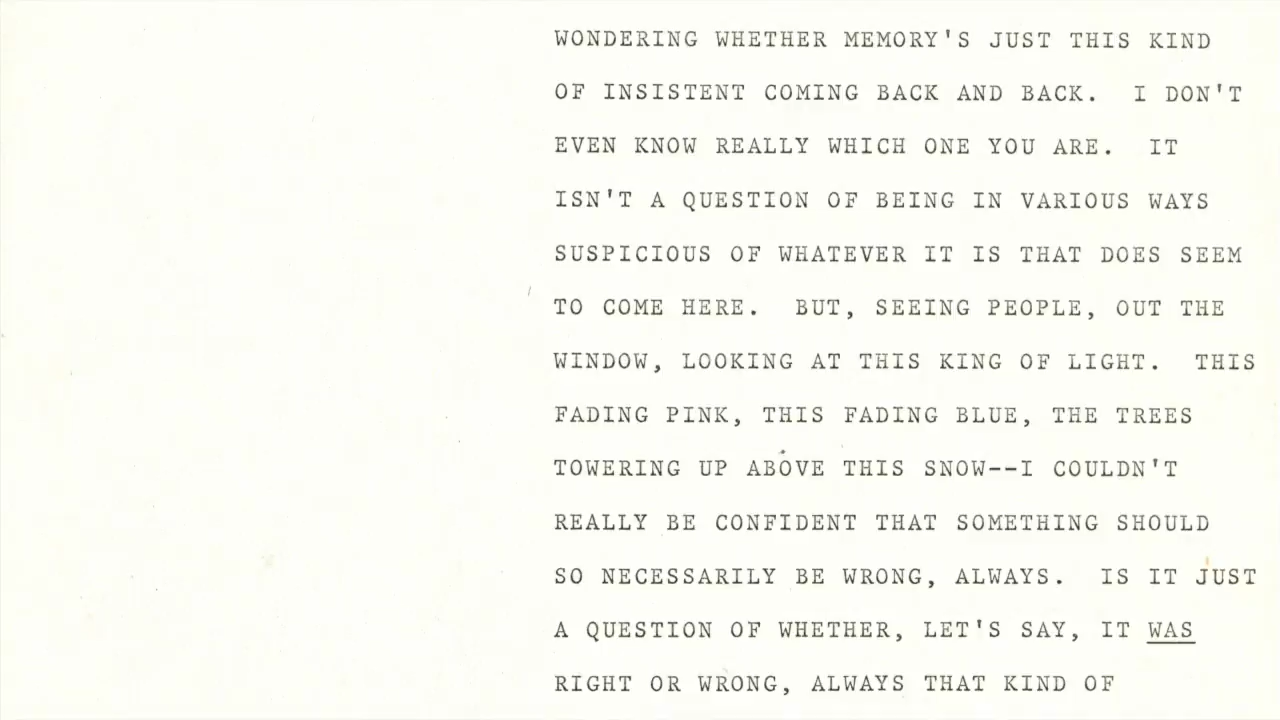 WONDERING WHETHER MEMORY'S JUST THIS KIND
OF INSISTENT COMING BACK AND BACK.  I DON'T
EVEN KNOW REALLY WHICH ONE YOU ARE.  IT
ISN'T A QUESTION OF BEING IN VARIOUS WAYS
SUSPICIOUS OF WHATEVER IT IS THAT DOES SEEM
TO COME HERE.  BUT, SEEING PEOPLE, OUT THE
WINDOW, LOOKING AT THIS KING OF LIGHT.  THIS
FADING PINK, THIS FADING BLUE, THE TREES
TOWERING UP ABOVE THIS SNOW--I COULDN'T
REALLY BE CONFIDENT THAT SOMETHING SHOULD
SO NECESSARILY BE WRONG, ALWAYS.  IS IT JUST
A QUESTION OF WHETHER, LET'S SAY, IT WAS
RIGHT OR WRONG, ALWAYS THAT KIND OF